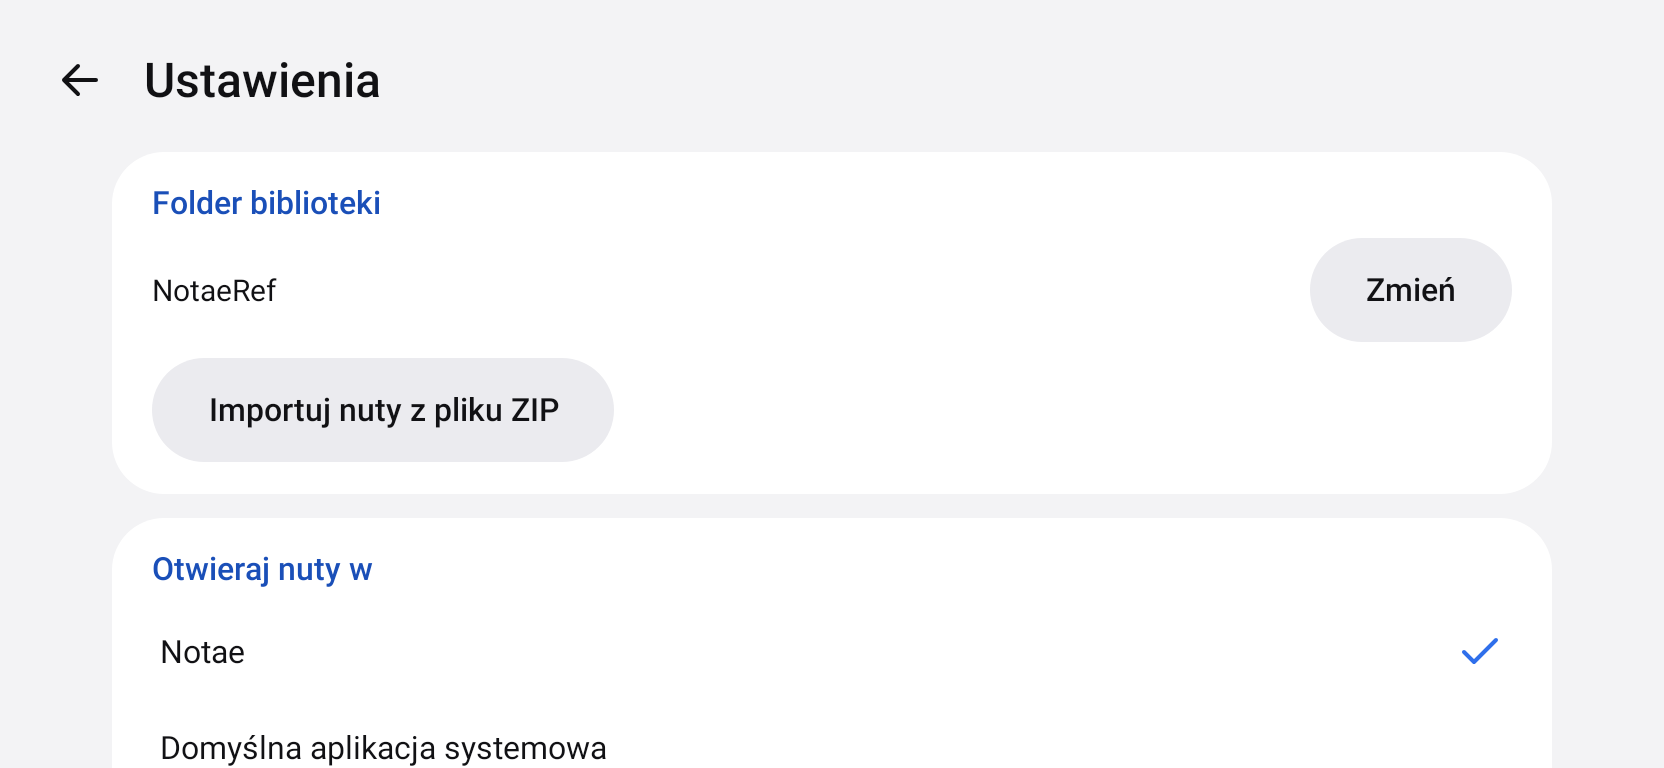 Ustawienia
Folder biblioteki
NotaeRef
Zmień
Importuj nuty z pliku ZIP
Otwieraj nuty w
Notae
Domyślna aplikacja systemowa